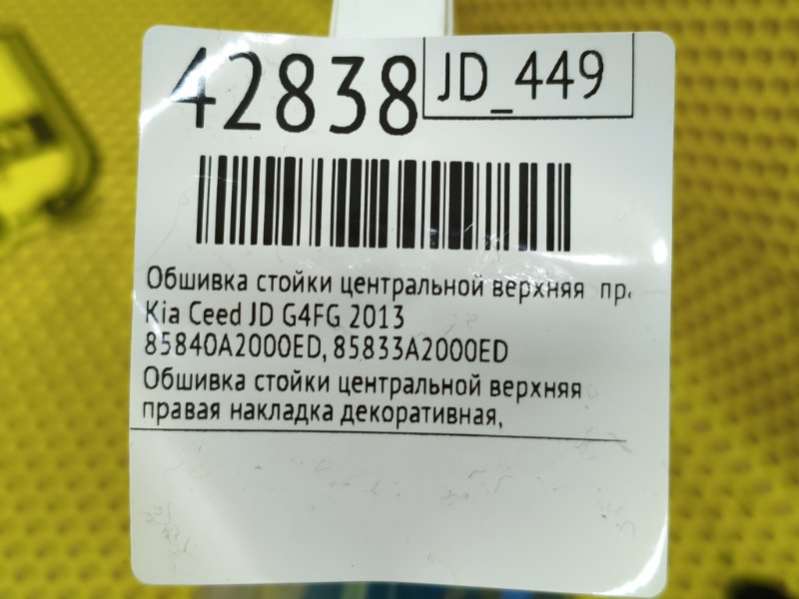 42838
JD_449
Обшивка стойки центральной верхняя пр.
Kia Ceed JD G4FG 2013
85840A2000ED, 85833A2000ED
Обшивка стойки центральной верхняя
правая накладка декоративная,